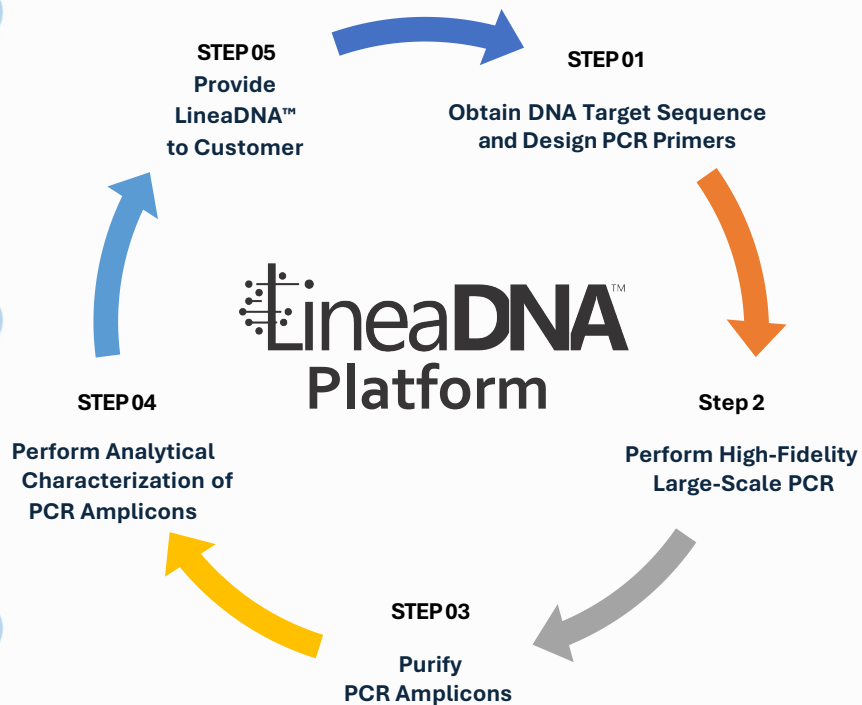 STEP 01
Obtain DNA Target Sequence
and Design PCR Primers
Step 2
Perform High-Fidelity
Large-Scale PCR
STEP 03
Purify
PCR Amplicons
STEP 04
Perform Analytical
Characterization of
PCR Amplicons
STEP 05
Provide
LineaDNA™
to Customer
LineaDNA™
Platform